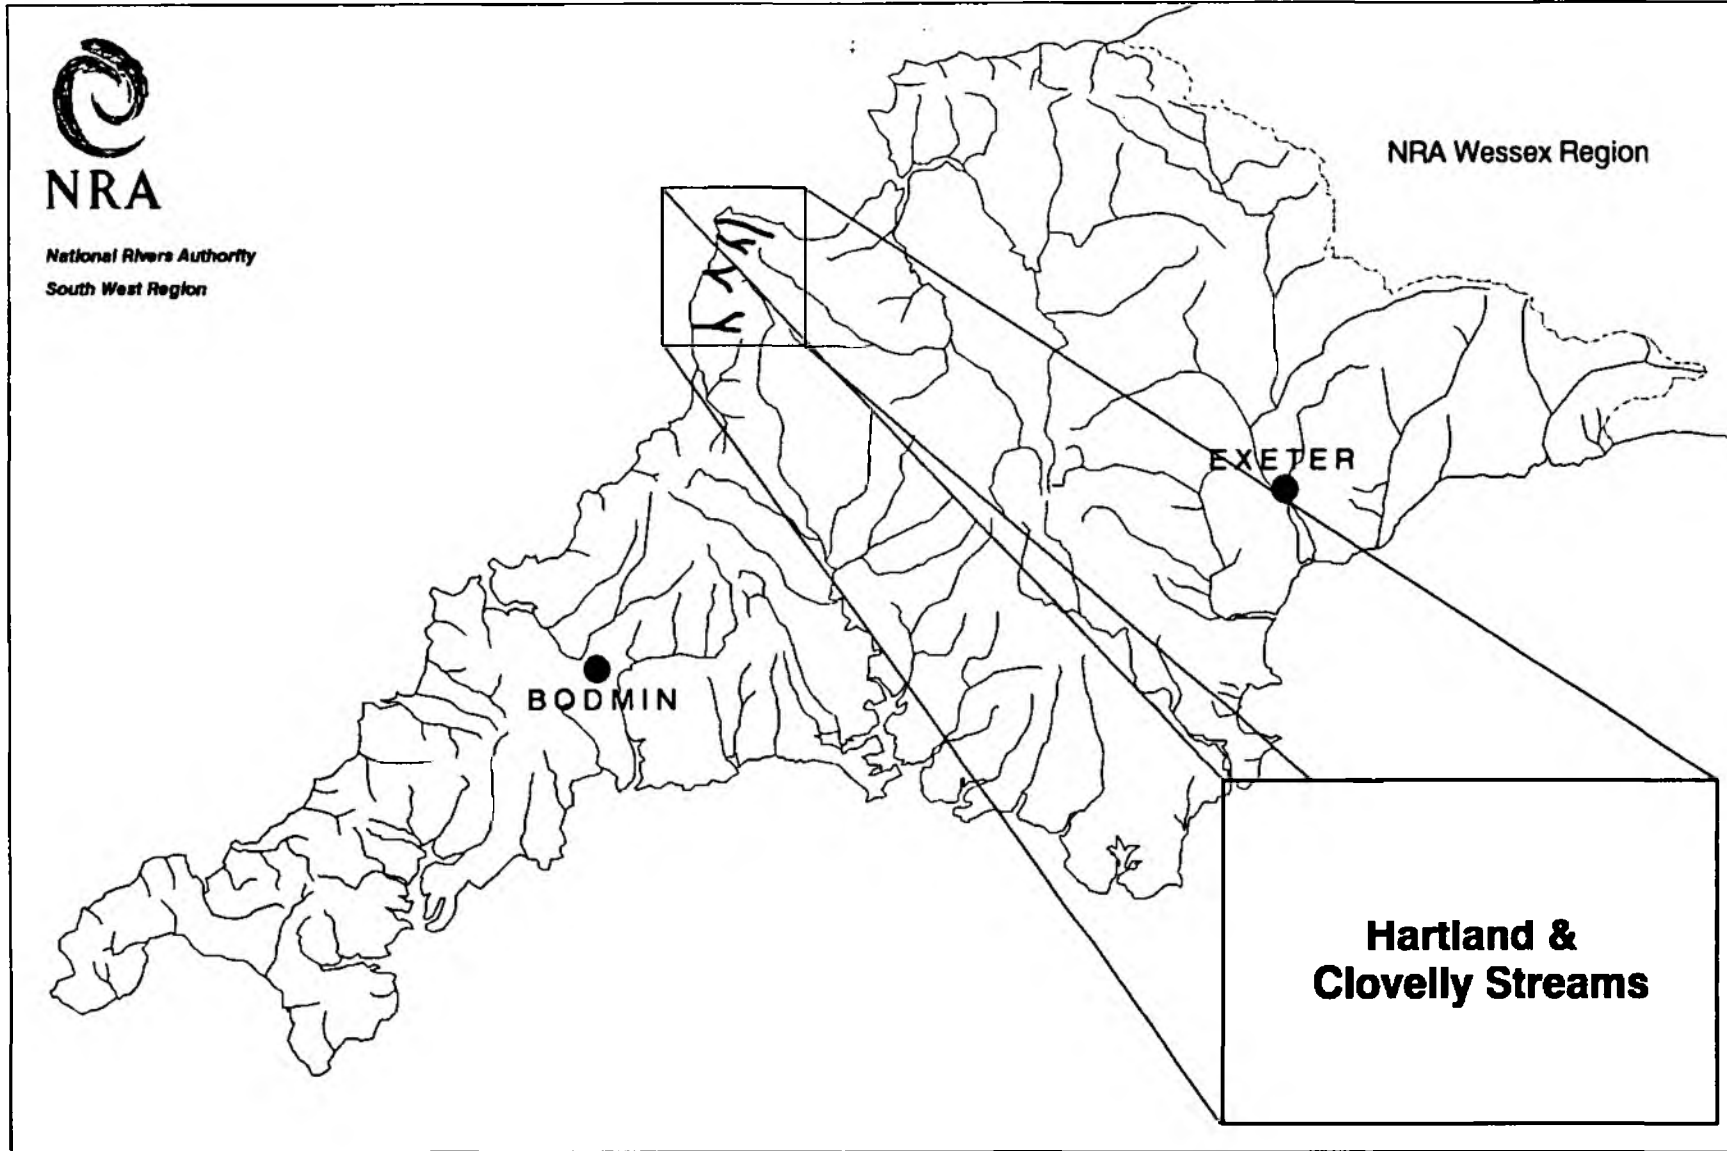 NRA
National Rivers Authority
South West Region
NRA Wessex Region
EXETER
BODMIN
Hartland &
Clovelly Streams